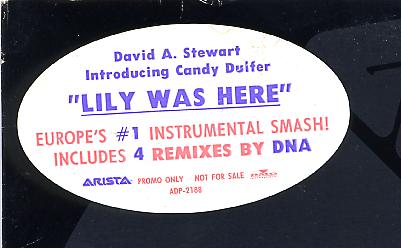 David A. Stewart
Introducing Candy Dulfer
"LILY WAS HERE"
EUROPE'S #1 INSTRUMENTAL SMASH!
INCLUDES 4 REMIXES BY DNA
ARISTA PROMO ONLY NOT FOR SALE
ADP-2188